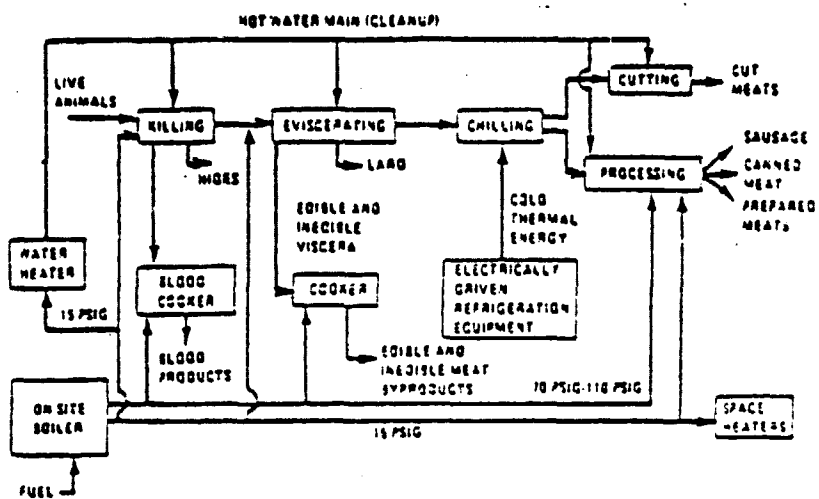 HOT WATER MAIN (CLEANUP)
LIVE
ANIMALS
KILLING
EVISCERATING
CHILLING
CUTTING
CUT
MEATS
HIDES
LARD
PROCESSING
SAUSAGE
CANNED
MEAT
PREPARED
MEATS
EDIBLE AND
INEDIBLE
VISCERA
COLD
THERMAL
ENERGY
WATER
HEATER
BLOOD
COOKER
COOKER
ELECTRICALLY
DRIVEN
REFRIGERATION
EQUIPMENT
15 PSIG
BLOOD
PRODUCTS
EDIBLE AND
INEDIBLE MEAT
BYPRODUCTS
70 PSIG-110 PSIG
ON SITE
BOILER
15 PSIG
SPACE
HEATERS
FUEL